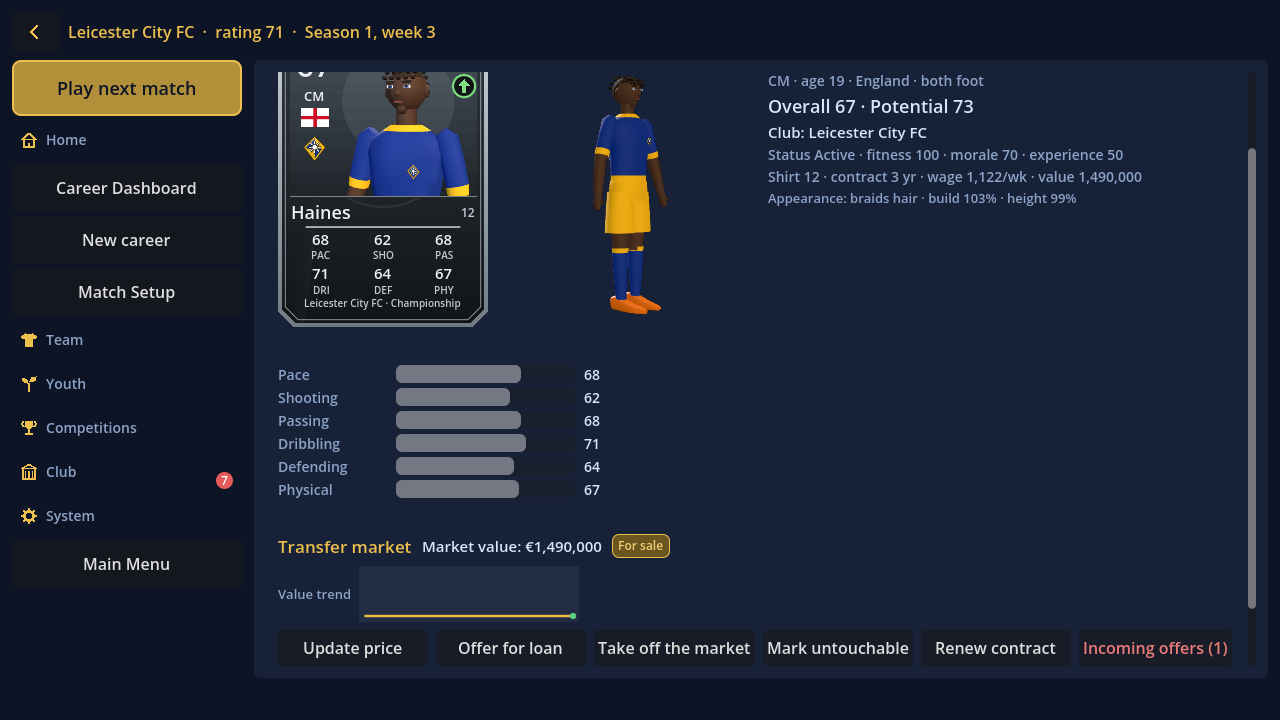 Leicester City FC · rating 71 · Season 1, week 3
Play next match
Home
Career Dashboard
New career
Match Setup
Team
Youth
Competitions
Club
7
System
Main Menu
CM
Haines
12
68 62 68
PAC SHO PAS
71 64 67
DRI DEF PHY
Leicester City FC · Championship
CM · age 19 · England · both foot
Overall 67 · Potential 73
Club: Leicester City FC
Status Active · fitness 100 · morale 70 · experience 50
Shirt 12 · contract 3 yr · wage 1,122/wk · value 1,490,000
Appearance: braids hair · build 103% · height 99%
Pace 68
Shooting 62
Passing 68
Dribbling 71
Defending 64
Physical 67
Transfer market Market value: €1,490,000 For sale
Value trend
Update price Offer for loan Take off the market Mark untouchable Renew contract Incoming offers (1)